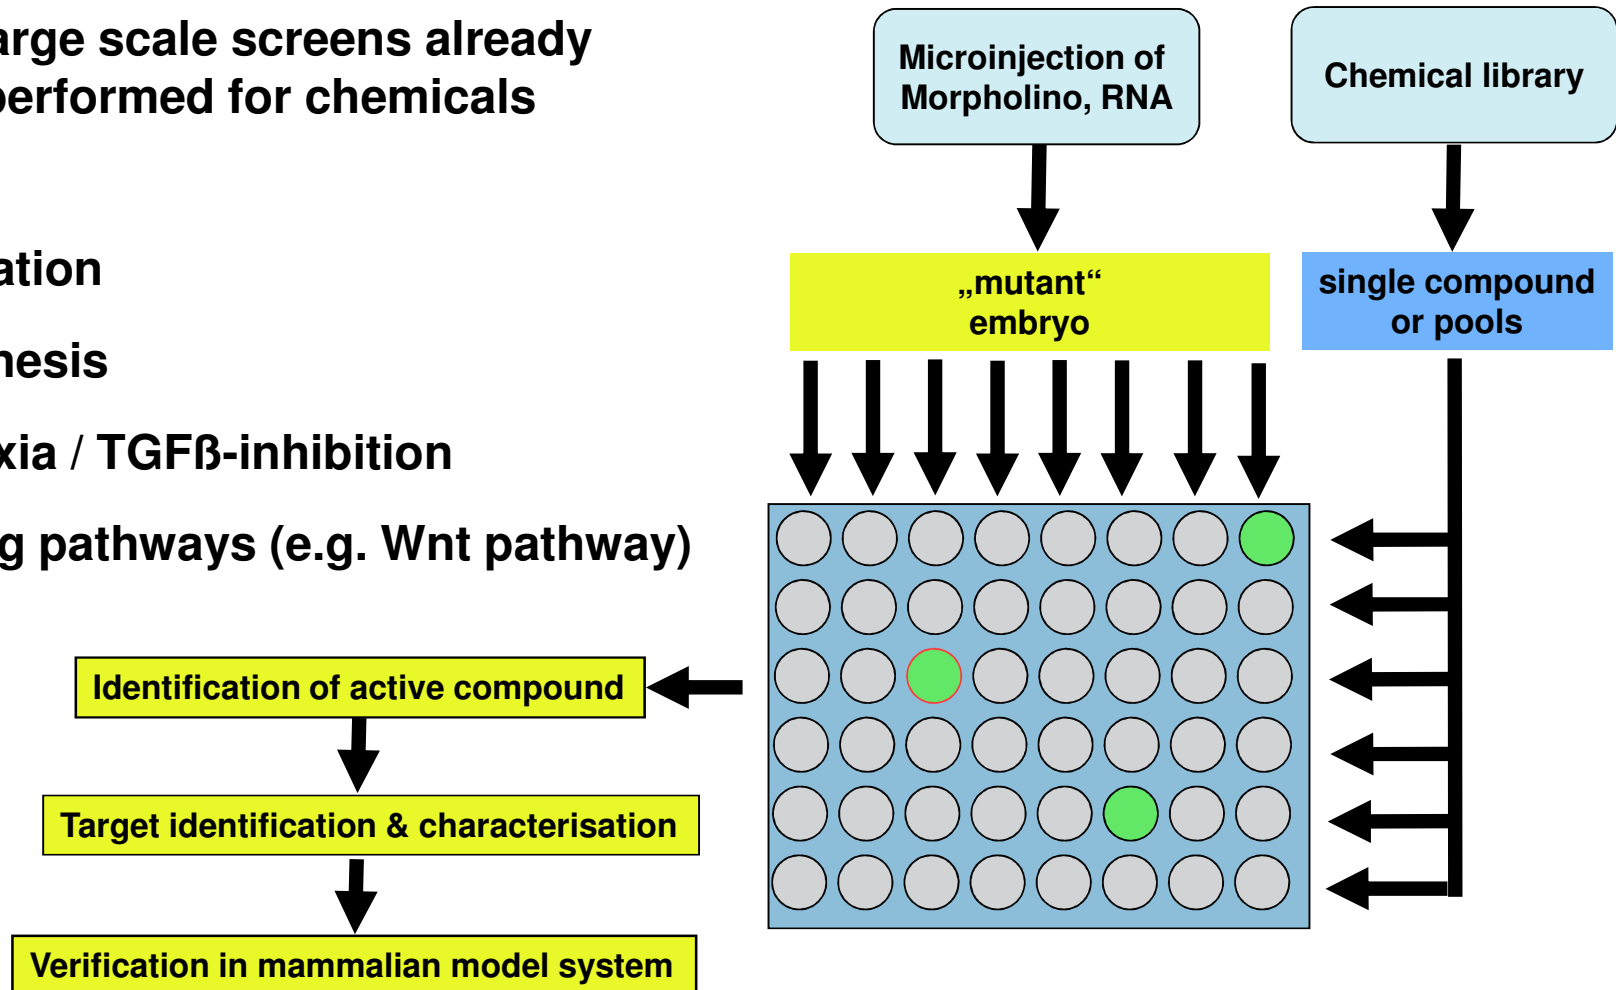 arge scale screens already
performed for chemicals
ation
nesis
xia / TGFß-inhibition
g pathways (e.g. Wnt pathway)
Microinjection of
Morpholino, RNA
Chemical library
„mutant“
embryo
single compound
or pools
Identification of active compound
Target identification & characterisation
Verification in mammalian model system